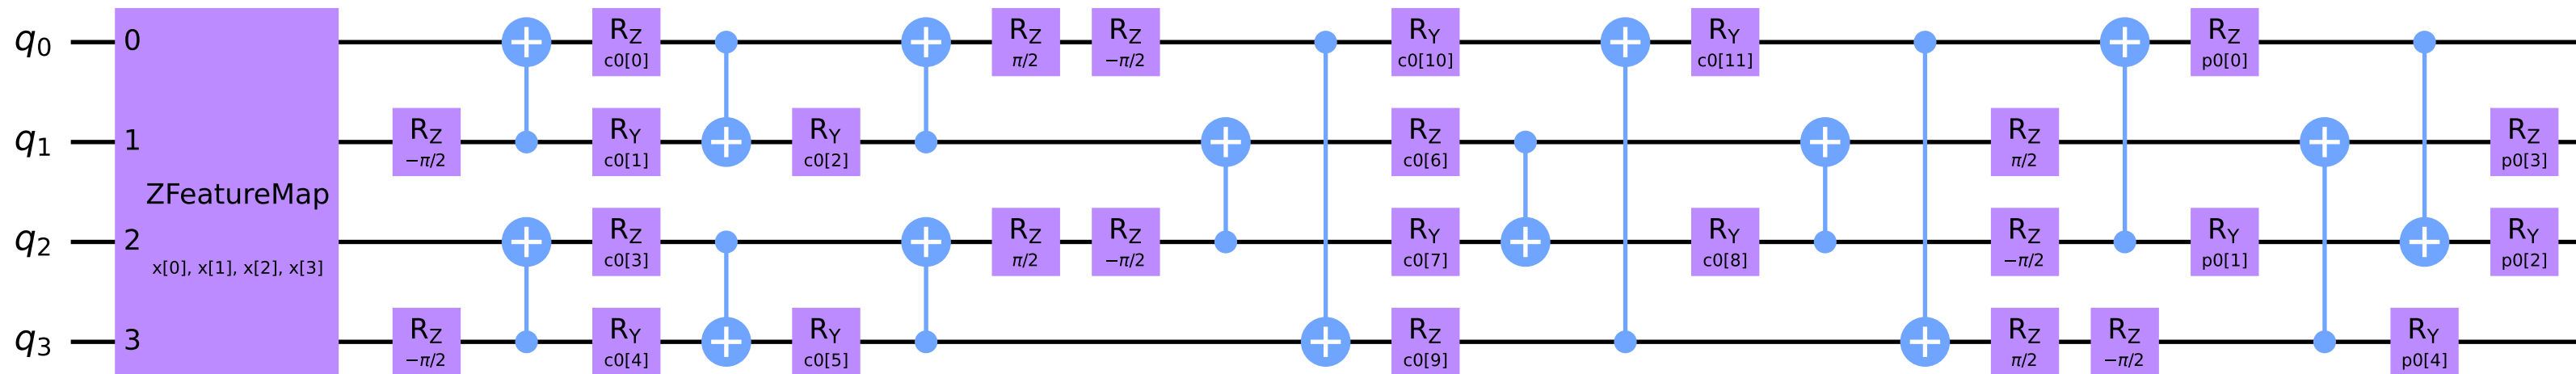 q0 0 RZ c0[0] RZ π/2 RZ −π/2 RY c0[10] RY c0[11] RZ p0[0]
q1 1 RZ −π/2 RY c0[1] RY c0[2] RZ c0[6] RZ π/2 RZ p0[3]
ZFeatureMap
q2 2 RZ c0[3] RZ π/2 RZ −π/2 RY c0[7] RY c0[8] RZ −π/2 RY p0[1] RY p0[2]
x[0], x[1], x[2], x[3]
q3 3 RZ −π/2 RY c0[4] RY c0[5] RZ c0[9] RZ π/2 RZ −π/2 RY p0[4]